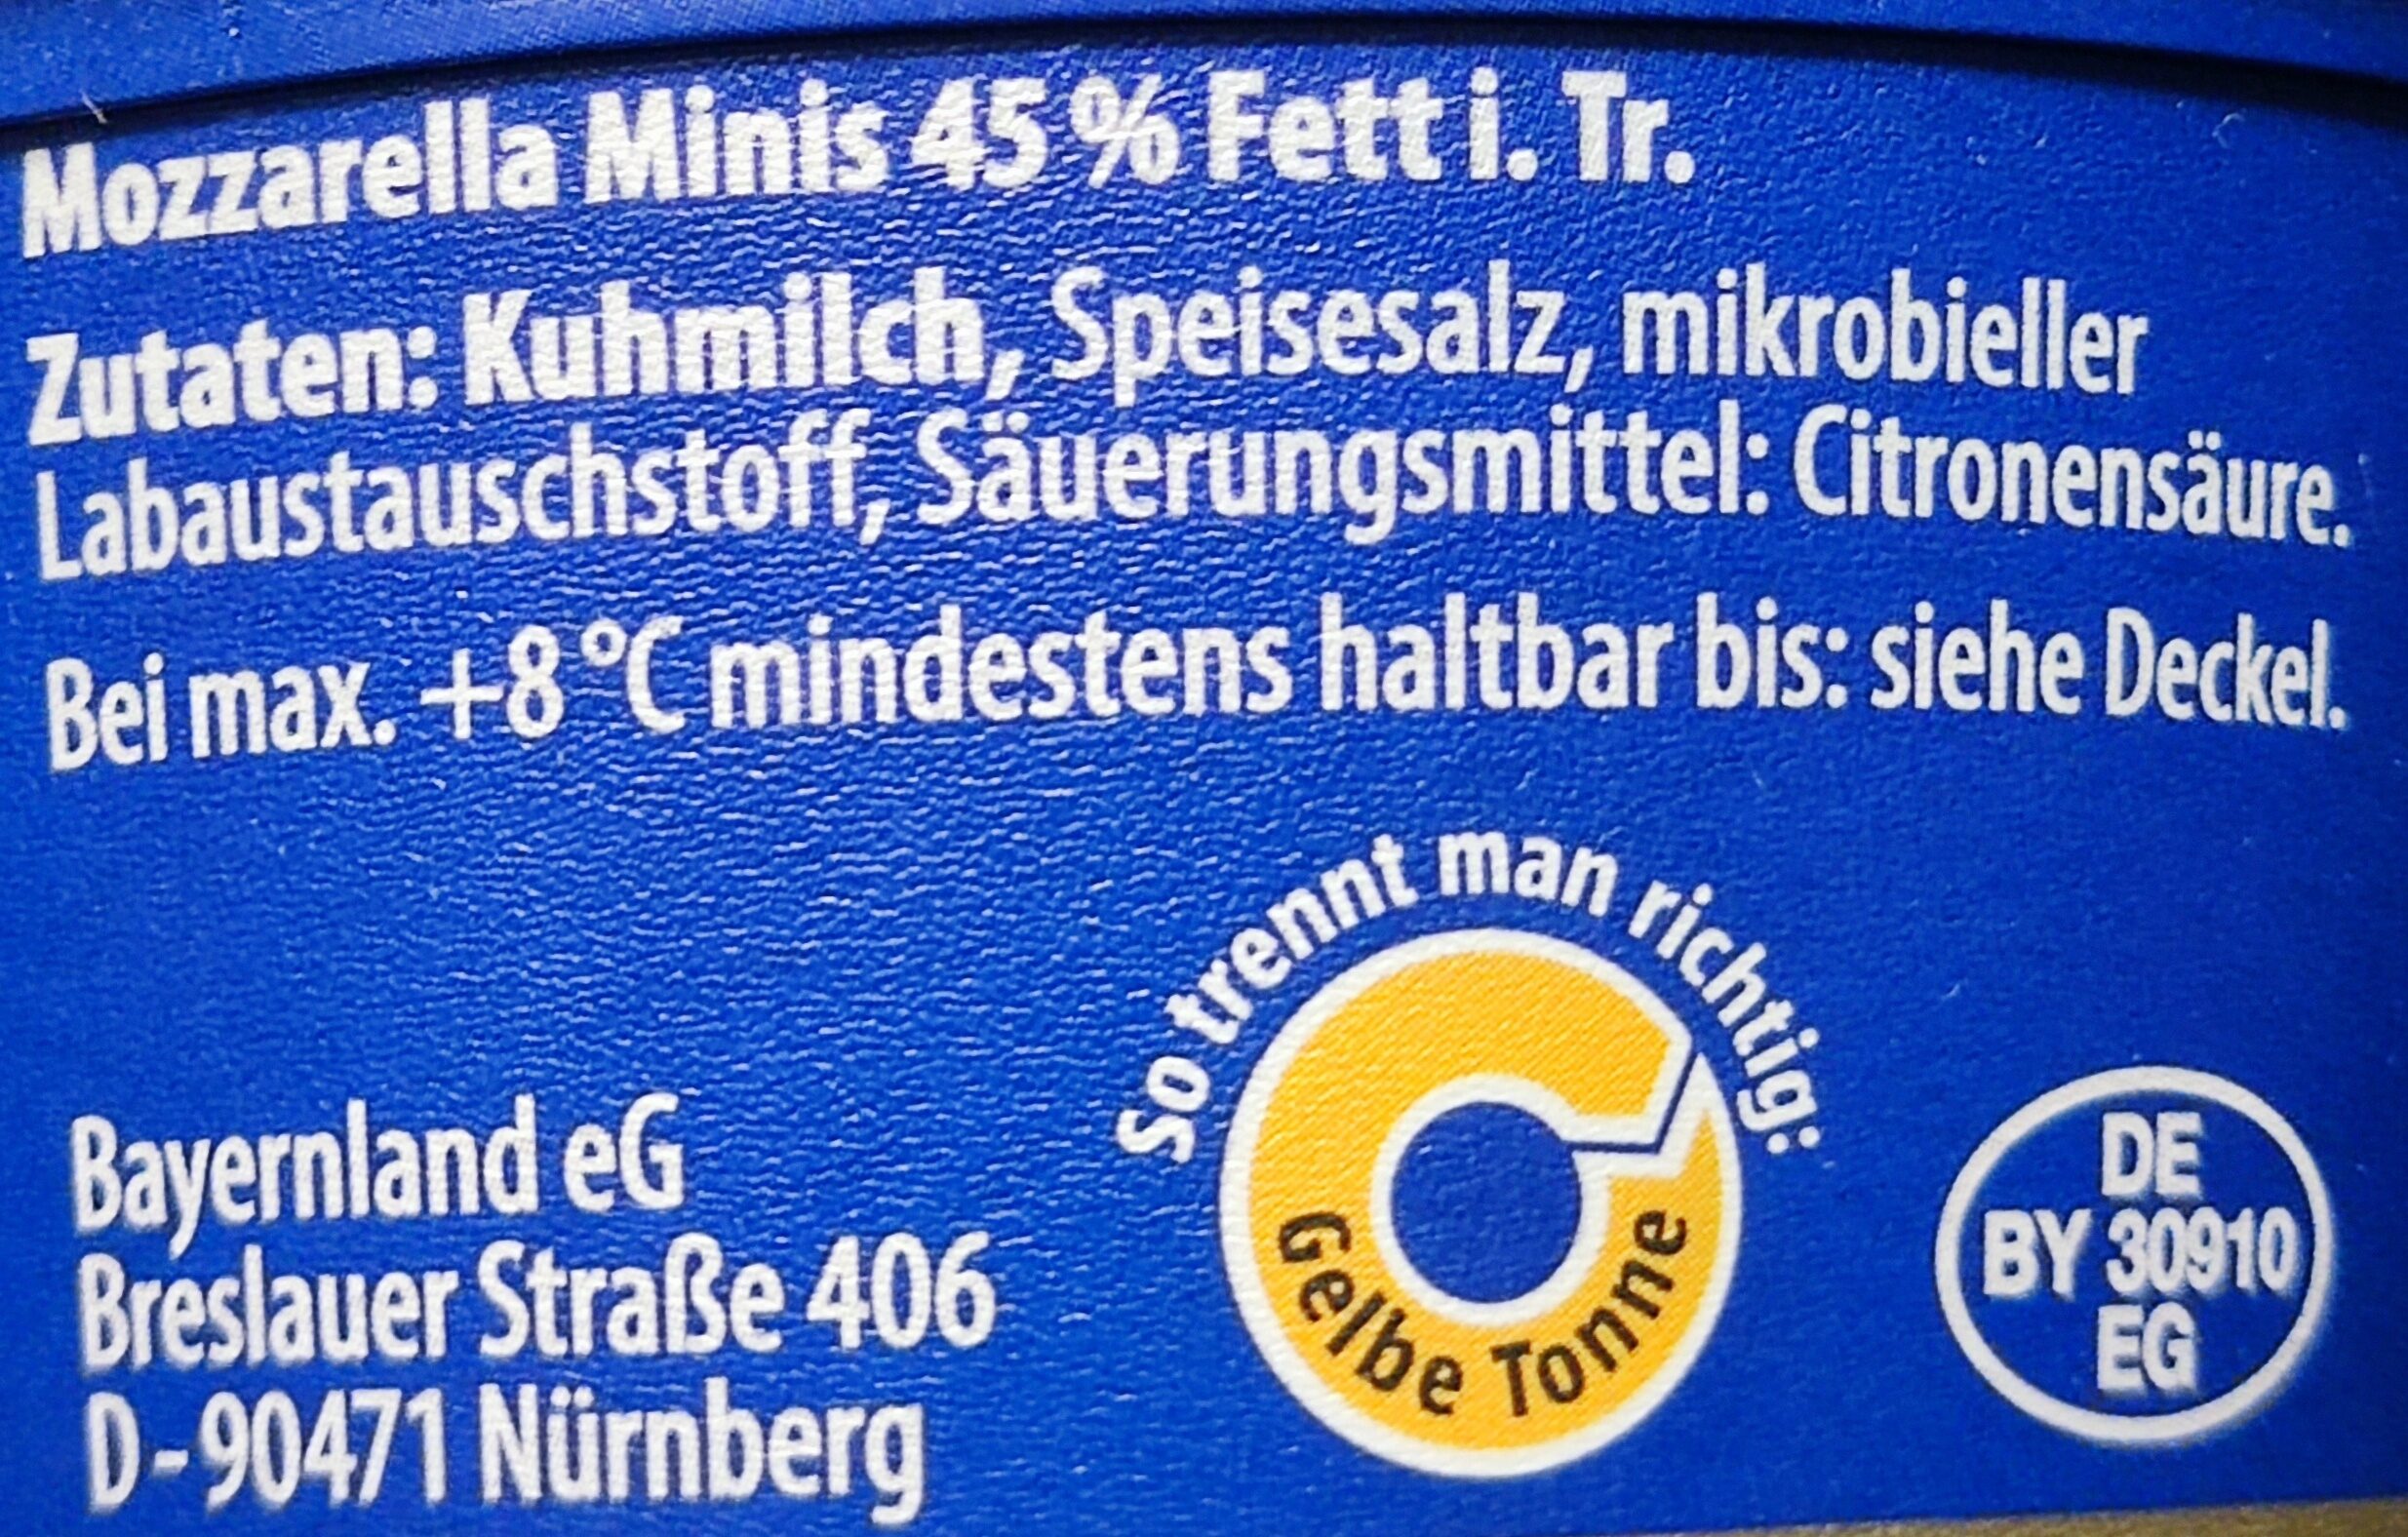 Mozzarella Minis 45 % Fett i. Tr.
Zutaten: Kuhmilch, Speisesalz, mikrobieller
Labaustauschstoff, Säuerungsmittel: Citronensäure.
Bei max. +8 °C mindestens haltbar bis: siehe Deckel.
So trennt man richtig:
Gelbe Tonne
Bayernland eG
Breslauer Straße 406
D-90471 Nürnberg
DE
BY 30910
EG